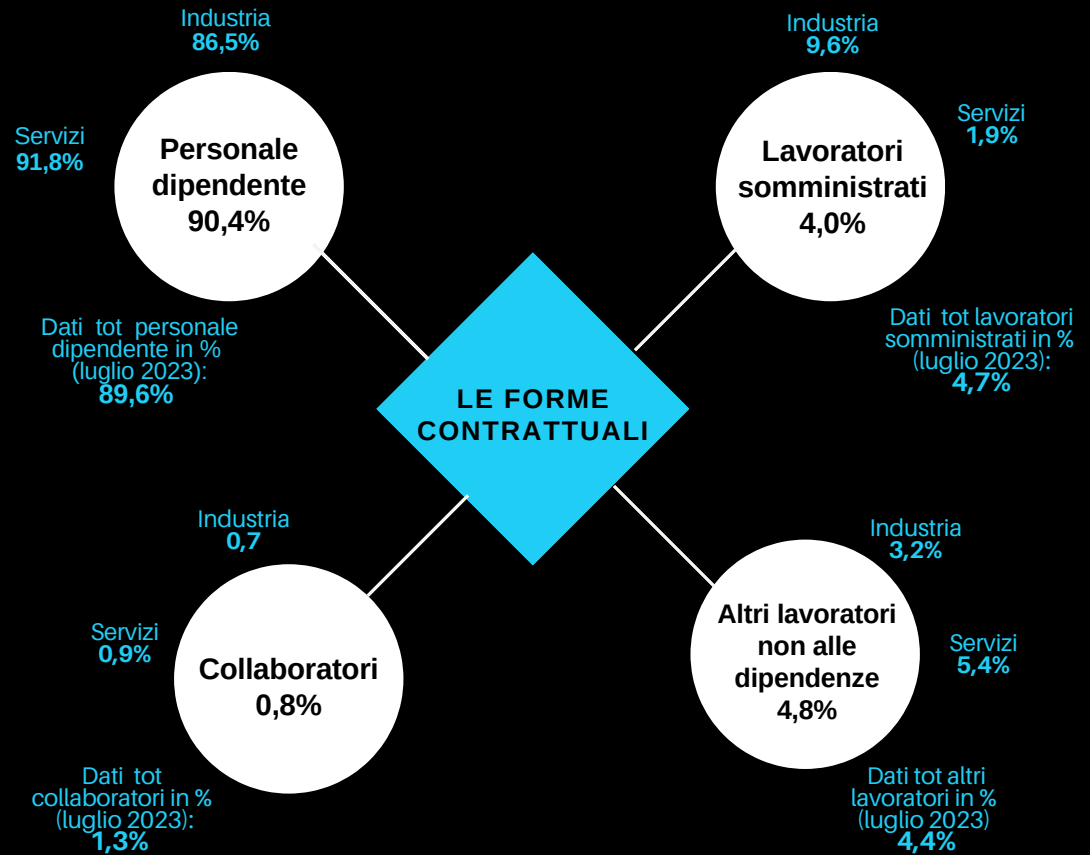 Industria
86,5%
Servizi
91,8%
Personale
dipendente
90,4%
Dati tot personale
dipendente in %
(luglio 2023):
89,6%
Industria
9,6%
Servizi
1,9%
Lavoratori
somministrati
4,0%
Dati tot lavoratori
somministrati in %
(luglio 2023):
4,7%
LE FORME
CONTRATTUALI
Industria
0,7
Servizi
0,9%
Collaboratori
0,8%
Dati tot
collaboratori in %
(luglio 2023):
1,3%
Industria
3,2%
Servizi
5,4%
Altri lavoratori
non alle
dipendenze
4,8%
Dati tot altri
lavoratori in %
(luglio 2023)
4,4%